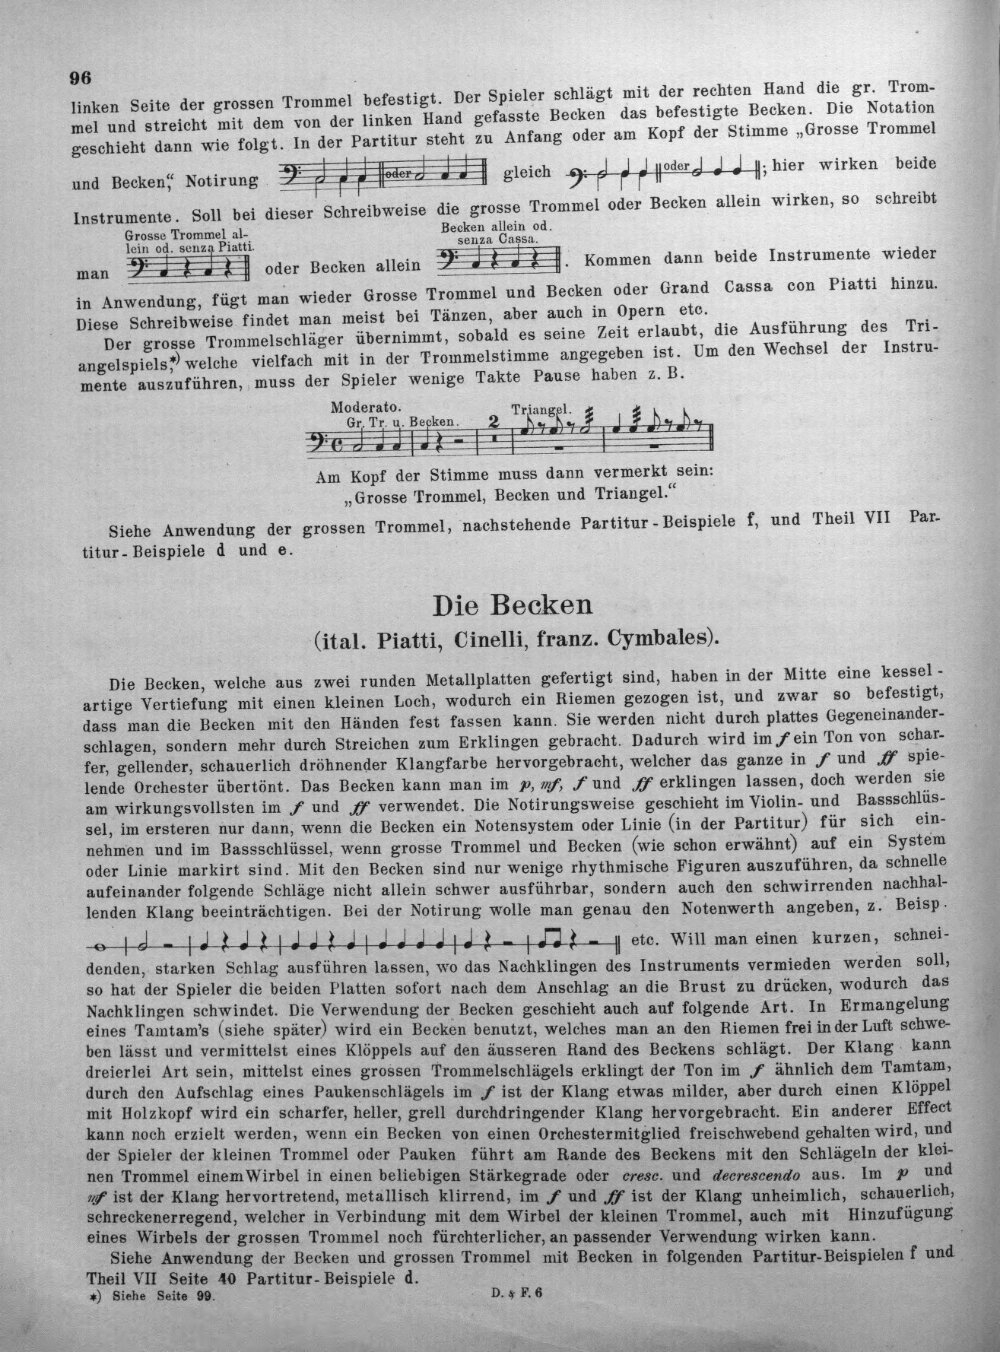 96
linken Seite der grossen Trommel befestigt. Der Spieler schlägt mit der rechten Hand die gr. Trom-
mel und streicht mit dem von der linken Hand gefasste Becken das befestigte Becken. Die Notation
geschieht dann wie folgt. In der Partitur steht zu Anfang oder am Kopf der Stimme „Grosse Trommel
und Becken“, Notirung oder gleich oder ; hier wirken beide
Instrumente. Soll bei dieser Schreibweise die grosse Trommel oder Becken allein wirken, so schreibt
Grosse Trommel al-
lein od. senza Piatti.
Becken allein od.
senza Cassa.
man oder Becken allein . Kommen dann beide Instrumente wieder
in Anwendung, fügt man wieder Grosse Trommel und Becken oder Grand Cassa con Piatti hinzu.
Diese Schreibweise findet man meist bei Tänzen, aber auch in Opern etc.
Der grosse Trommelschläger übernimmt, sobald es seine Zeit erlaubt, die Ausführung des Tri-
angelspiels,*) welche vielfach mit in der Trommelstimme angegeben ist. Um den Wechsel der Instru-
mente auszuführen, muss der Spieler wenige Takte Pause haben z. B.
Moderato.
Gr. Tr. u. Becken. 2 Triangel.
Am Kopf der Stimme muss dann vermerkt sein:
„Grosse Trommel, Becken und Triangel.“
Siehe Anwendung der grossen Trommel, nachstehende Partitur-Beispiele f, und Theil VII Par-
titur-Beispiele d und e.
Die Becken
(ital. Piatti, Cinelli, franz. Cymbales).
Die Becken, welche aus zwei runden Metallplatten gefertigt sind, haben in der Mitte eine kessel-
artige Vertiefung mit einen kleinen Loch, wodurch ein Riemen gezogen ist, und zwar so befestigt,
dass man die Becken mit den Händen fest fassen kann. Sie werden nicht durch plattes Gegeneinander-
schlagen, sondern mehr durch Streichen zum Erklingen gebracht. Dadurch wird im f ein Ton von schar-
fer, gellender, schauerlich dröhnender Klangfarbe hervorgebracht, welcher das ganze in f und ff spie-
lende Orchester übertönt. Das Becken kann man im p, mf, f und ff erklingen lassen, doch werden sie
am wirkungsvollsten im f und ff verwendet. Die Notirungsweise geschieht im Violin- und Bassschlüs-
sel, im ersteren nur dann, wenn die Becken ein Notensystem oder Linie (in der Partitur) für sich ein-
nehmen und im Bassschlüssel, wenn grosse Trommel und Becken (wie schon erwähnt) auf ein System
oder Linie markirt sind. Mit den Becken sind nur wenige rhythmische Figuren auszuführen, da schnelle
aufeinander folgende Schläge nicht allein schwer ausführbar, sondern auch den schwirrenden nachhal-
lenden Klang beeinträchtigen. Bei der Notirung wolle man genau den Notenwerth angeben, z. Beisp.
etc. Will man einen kurzen, schnei-
denden, starken Schlag ausführen lassen, wo das Nachklingen des Instruments vermieden werden soll,
so hat der Spieler die beiden Platten sofort nach dem Anschlag an die Brust zu drücken, wodurch das
Nachklingen schwindet. Die Verwendung der Becken geschieht auch auf folgende Art. In Ermangelung
eines Tamtam's (siehe später) wird ein Becken benutzt, welches man an den Riemen frei in der Luft schwe-
ben lässt und vermittelst eines Klöppels auf den äusseren Rand des Beckens schlägt. Der Klang kann
dreierlei Art sein, mittelst eines grossen Trommelschlägels erklingt der Ton im f ähnlich dem Tamtam,
durch den Aufschlag eines Paukenschlägels im f ist der Klang etwas milder, aber durch einen Klöppel
mit Holzkopf wird ein scharfer, heller, grell durchdringender Klang hervorgebracht. Ein anderer Effect
kann noch erzielt werden, wenn ein Becken von einen Orchestermitglied freischwebend gehalten wird, und
der Spieler der kleinen Trommel oder Pauken führt am Rande des Beckens mit den Schlägeln der klei-
nen Trommel einem Wirbel in einen beliebigen Stärkegrade oder cresc. und decrescendo aus. Im p und
mf ist der Klang hervortretend, metallisch klirrend, im f und ff ist der Klang unheimlich, schauerlich,
schreckenerregend, welcher in Verbindung mit dem Wirbel der kleinen Trommel, auch mit Hinzufügung
eines Wirbels der grossen Trommel noch fürchterlicher, an passender Verwendung wirken kann.
Siehe Anwendung der Becken und grossen Trommel mit Becken in folgenden Partitur-Beispielen f und
Theil VII Seite 40 Partitur-Beispiele d.
*) Siehe Seite 99.
D. & F. 6